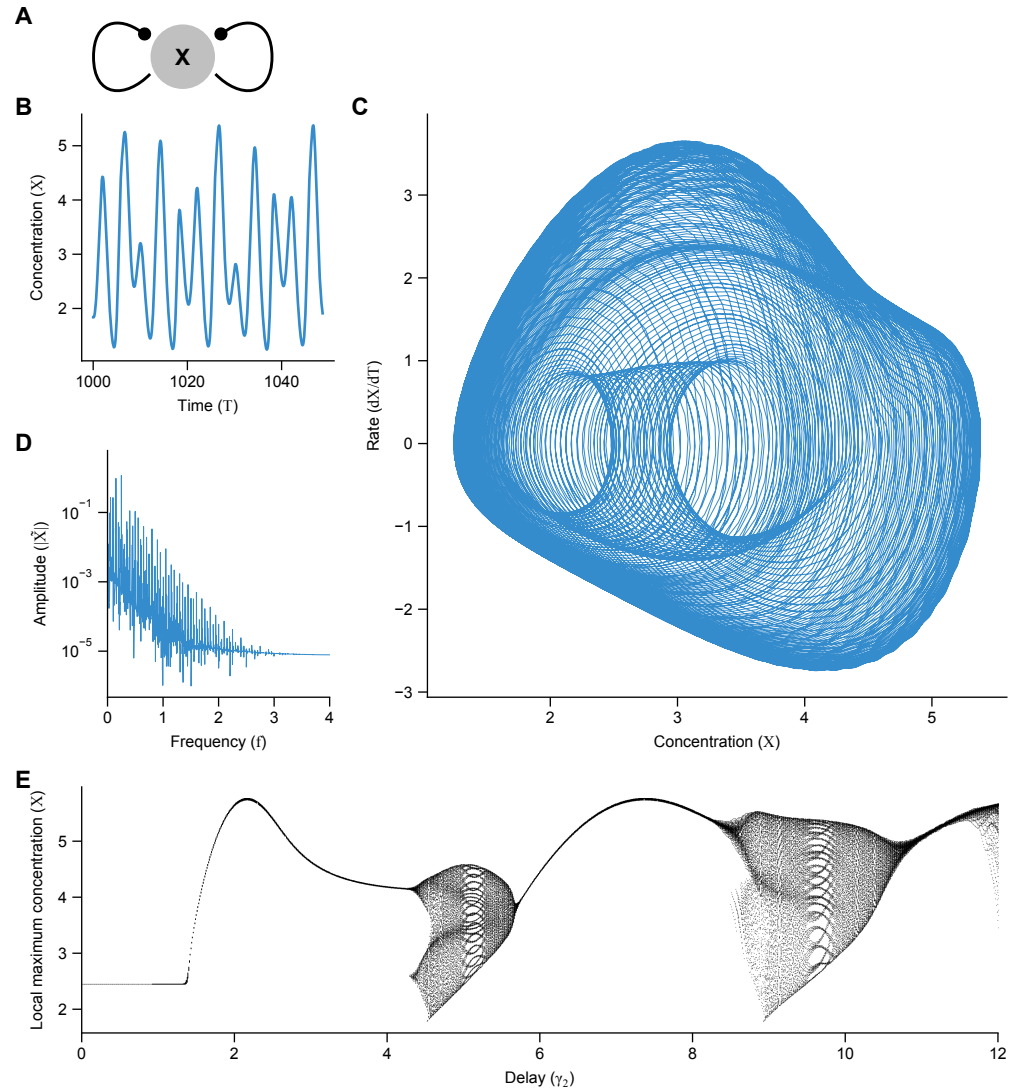 A
X
B
Concentration (X)
5
4
3
2
1000
1020
1040
Time (T)
C
Rate (dX/dT)
3
2
1
0
−1
−2
−3
2
3
4
5
Concentration (X)
D
Amplitude (|X̃|)
10⁻¹
10⁻³
10⁻⁵
0
1
2
3
4
Frequency (f)
E
Local maximum concentration (X)
5
4
3
2
0
2
4
6
8
10
12
Delay (γ₂)